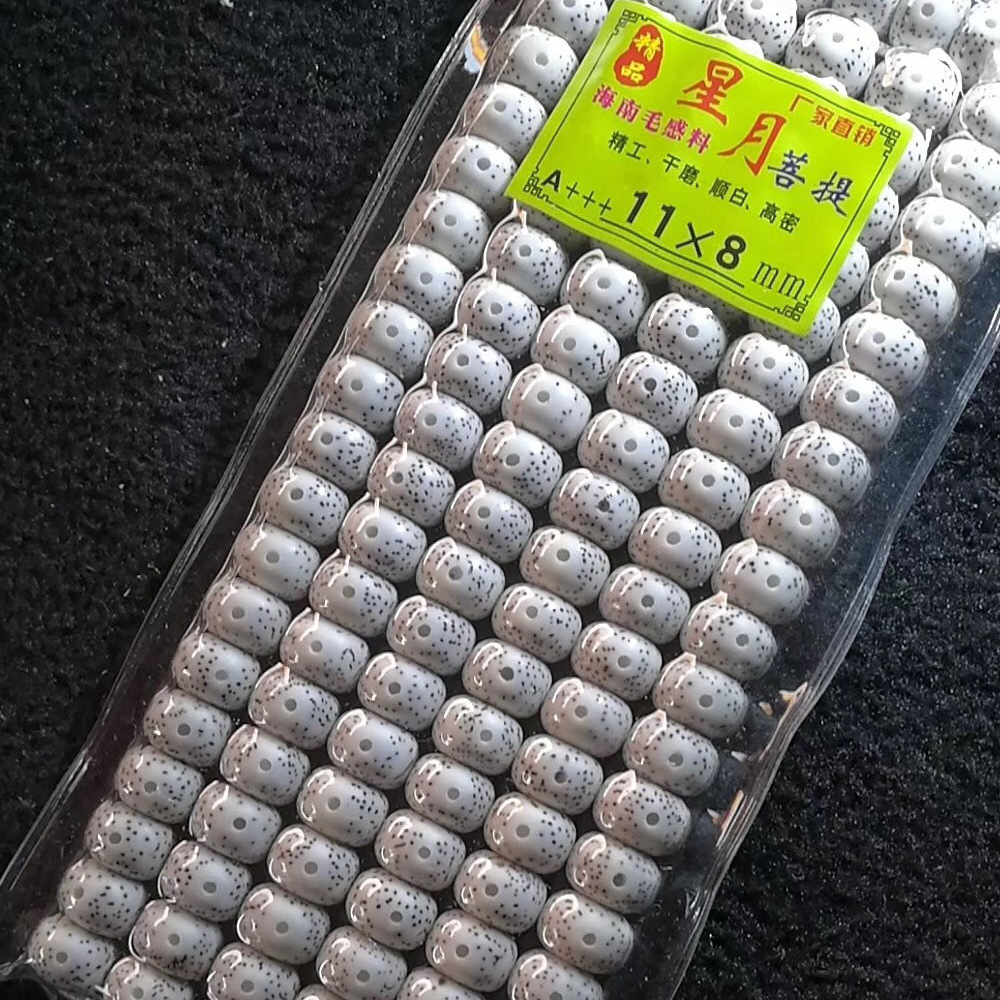 精品
星月菩提
厂家直销
海南毛感料
精工、干磨、顺白、高密
A+++ 11×8 mm